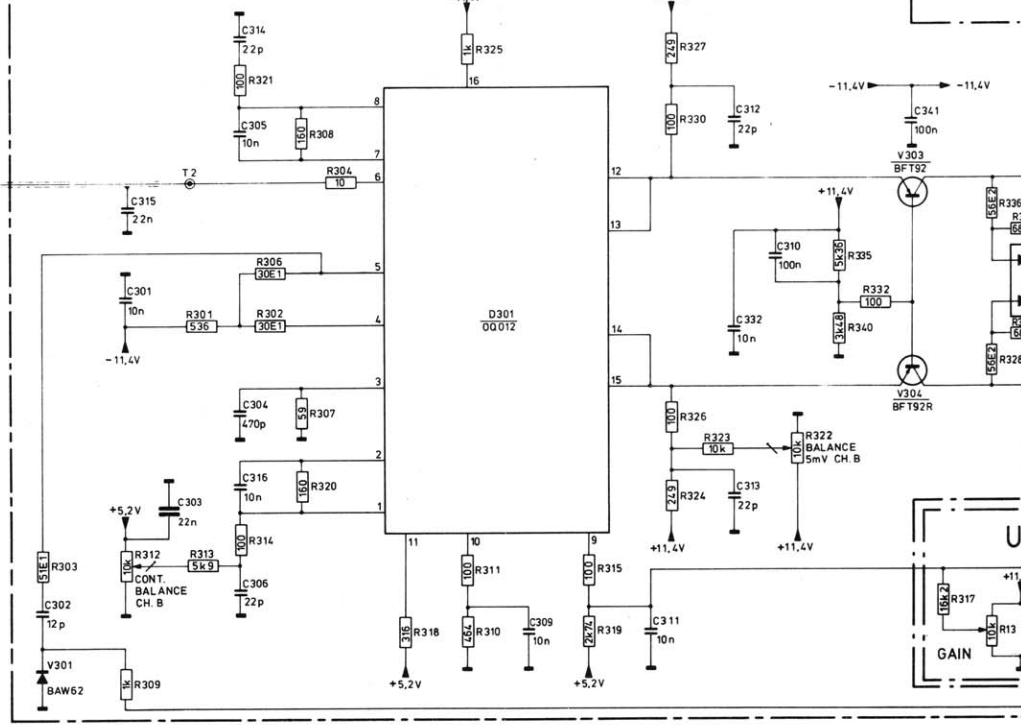 C314
22p
100
R321
C305
10n
160
R308
1k
R325
16
8
7
6
5
4
3
2
1
249
R327
100
R330
C312
22p
-11,4V
-11,4V
C341
100n
V303
BFT92
T2
R304
10
C315
22n
12
13
14
15
+11,4V
C310
100n
5k36
R335
R332
100
3k48
R340
C332
10n
56E2
R336
56E2
R328
V304
BFT92R
R306
30E1
C301
10n
R301
536
R302
30E1
-11,4V
D301
OQ012
C304
470p
59
R307
C316
10n
160
R320
100
R326
R323
10k
10k
R322
BALANCE
5mV CH.B
249
R324
C313
22p
+11,4V
+11,4V
+5,2V
C303
22n
10k
R312
CONT.
BALANCE
CH. B
R313
5k9
100
R314
C306
22p
51E1
R303
C302
12p
V301
BAW62
1k
R309
11
10
9
316
R318
+5,2V
100
R311
464
R310
C309
10n
100
R315
2k74
R319
C311
10n
+5,2V
U
16k2
R317
+11,
10k
R13
GAIN